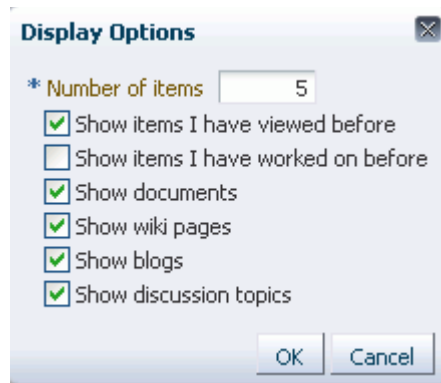 Display Options
* Number of items 5
Show items I have viewed before
Show items I have worked on before
Show documents
Show wiki pages
Show blogs
Show discussion topics
OK Cancel